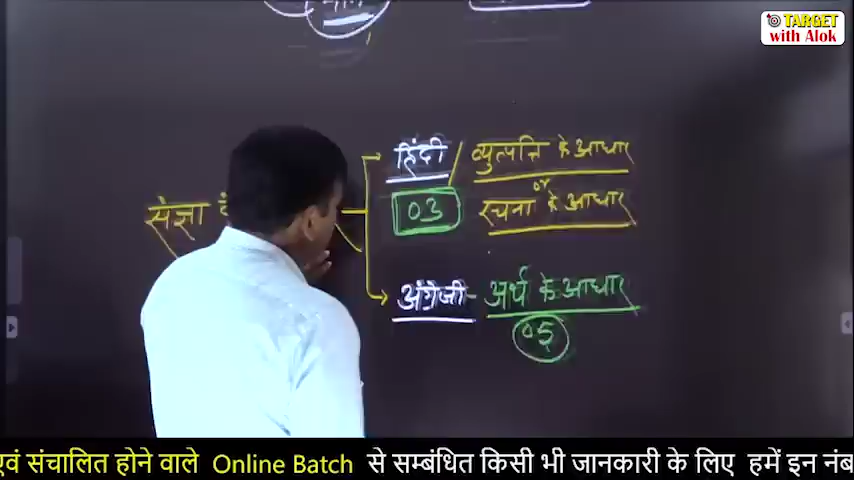 TARGET
with Alok
हिंदी / व्युत्पत्ति के आधार
or
03 रचना के आधार
संज्ञा
अंग्रेजी - अर्थ के आधार
05
एवं संचालित होने वाले Online Batch से सम्बंधित किसी भी जानकारी के लिए हमें इन नंब